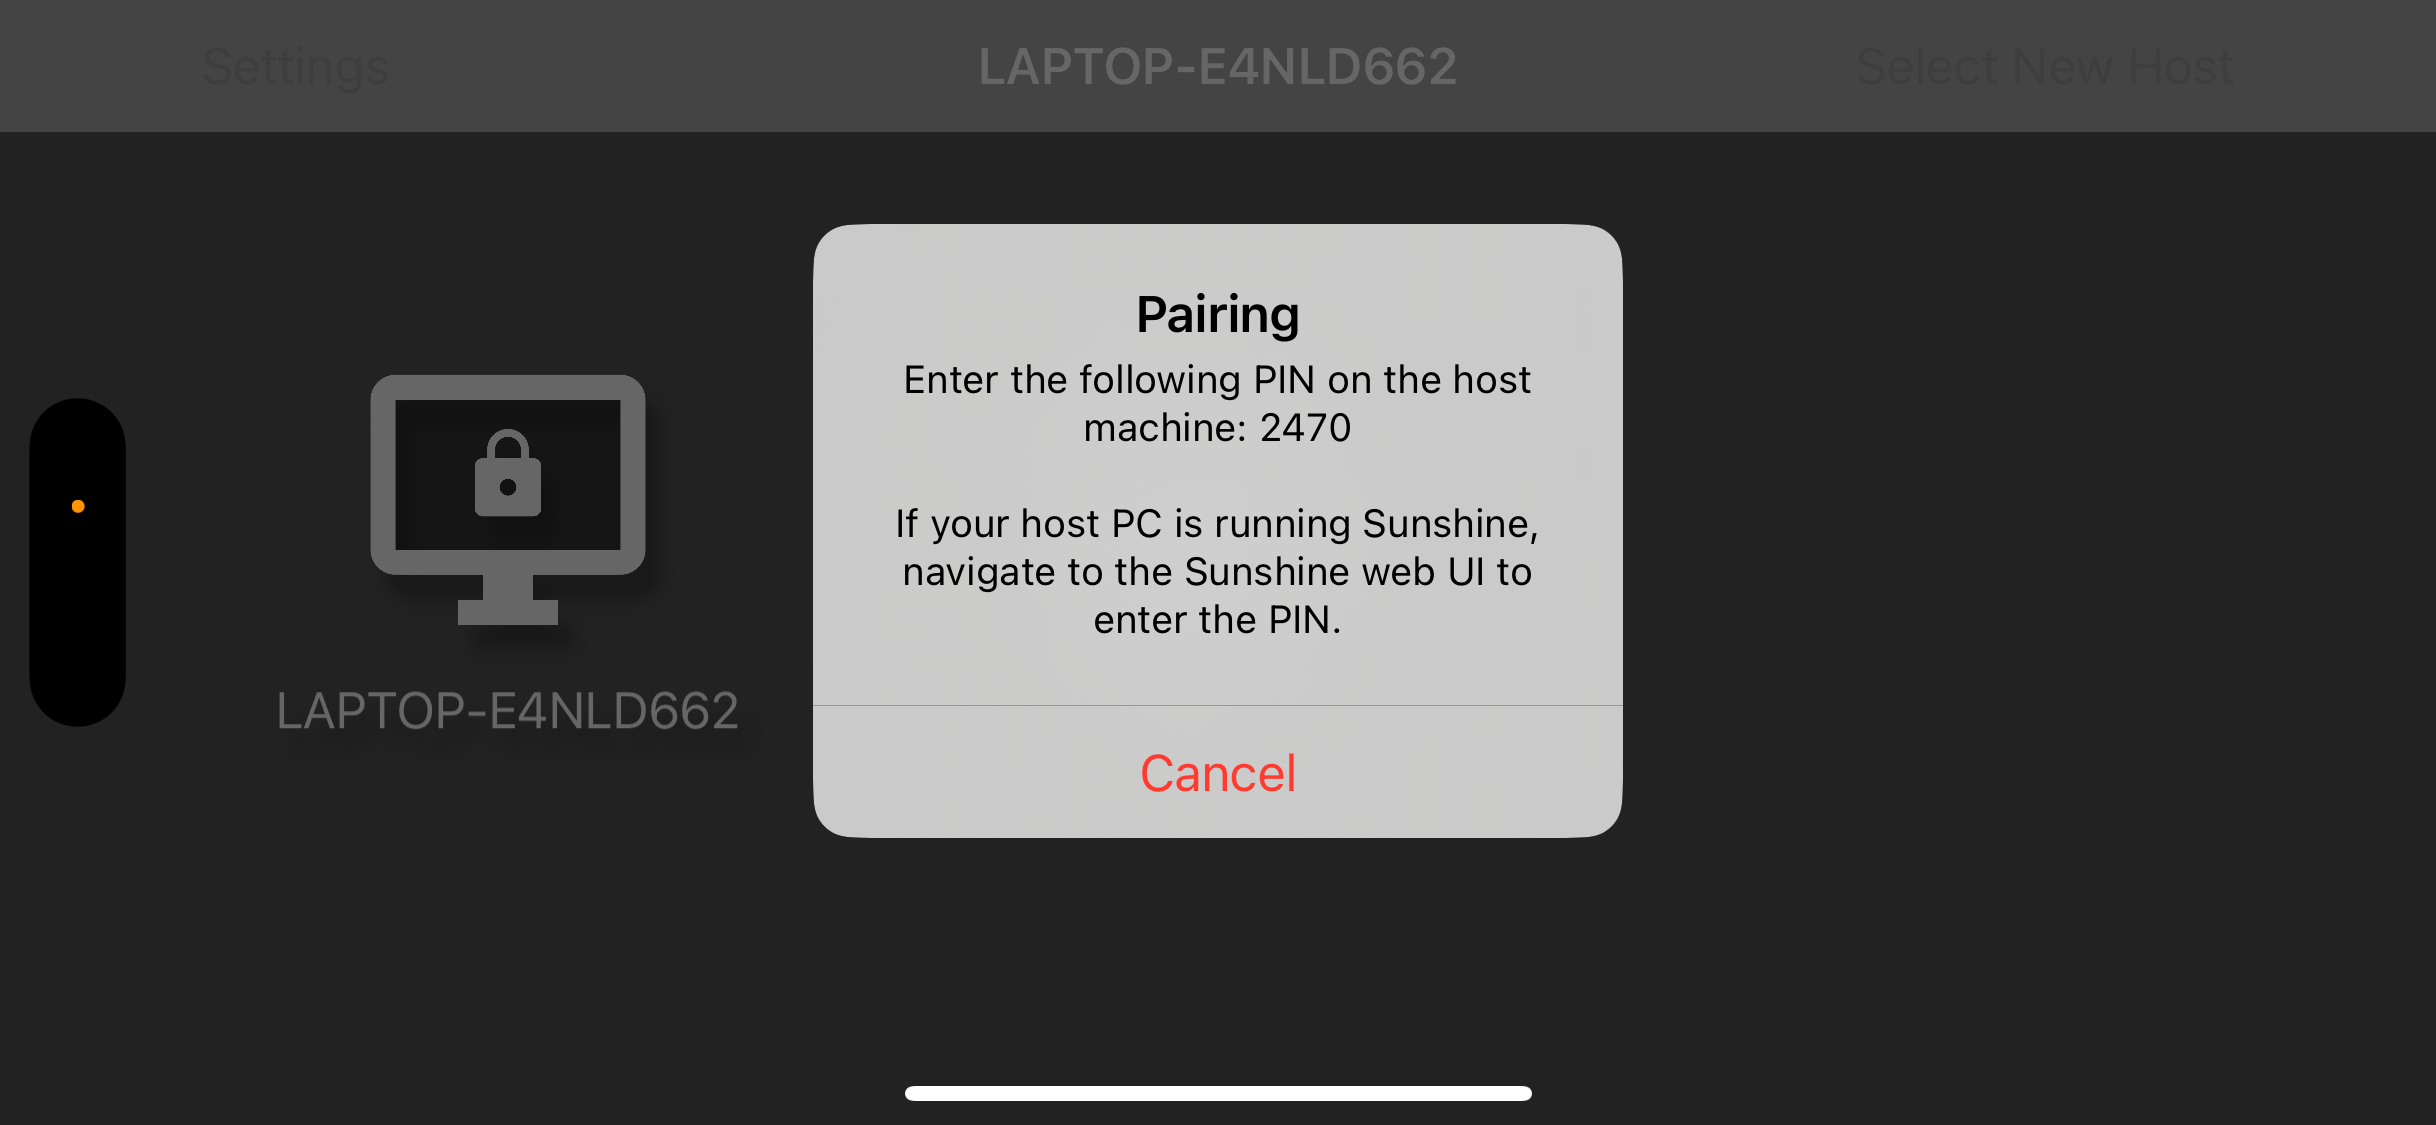 Settings
LAPTOP-E4NLD662
Select New Host
Pairing
Enter the following PIN on the host
machine: 2470
If your host PC is running Sunshine,
navigate to the Sunshine web UI to
enter the PIN.
Cancel
LAPTOP-E4NLD662